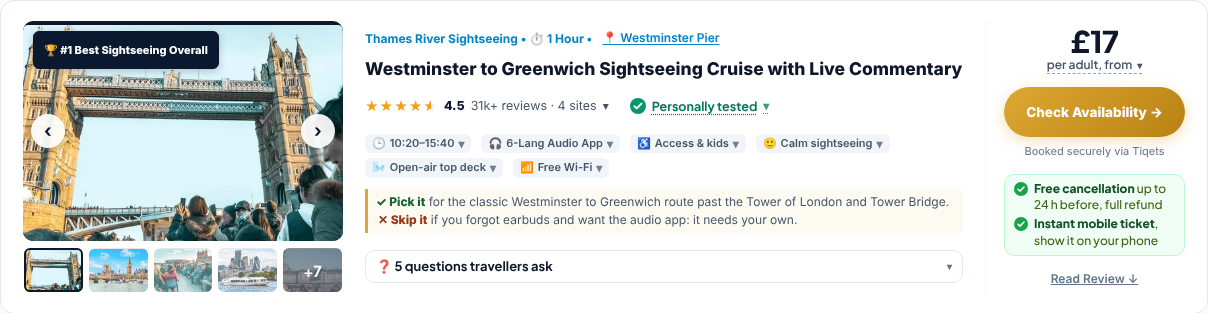 🏆 #1 Best Sightseeing Overall
‹ ›
+7
Thames River Sightseeing • ⏱️ 1 Hour • 📍 Westminster Pier
Westminster to Greenwich Sightseeing Cruise with Live Commentary
★★★★★ 4.5 31k+ reviews · 4 sites ▾ ✓ Personally tested ▾
🕒 10:20–15:40 ▾ 🎧 6-Lang Audio App ▾ ♿ Access & kids ▾ 🙂 Calm sightseeing ▾
🌬️ Open-air top deck ▾ 📶 Free Wi-Fi ▾
✓ Pick it for the classic Westminster to Greenwich route past the Tower of London and Tower Bridge.
✕ Skip it if you forgot earbuds and want the audio app: it needs your own.
❓ 5 questions travellers ask ▾
£17
per adult, from ▾
Check Availability →
Booked securely via Tiqets
Free cancellation up to
24 h before, full refund
Instant mobile ticket,
show it on your phone
Read Review ↓